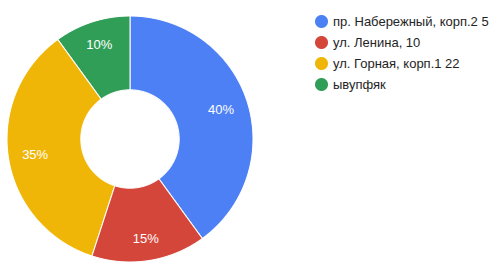 пр. Набережный, корп.2 5
ул. Ленина, 10
ул. Горная, корп.1 22
ывупфяк
10%
40%
35%
15%